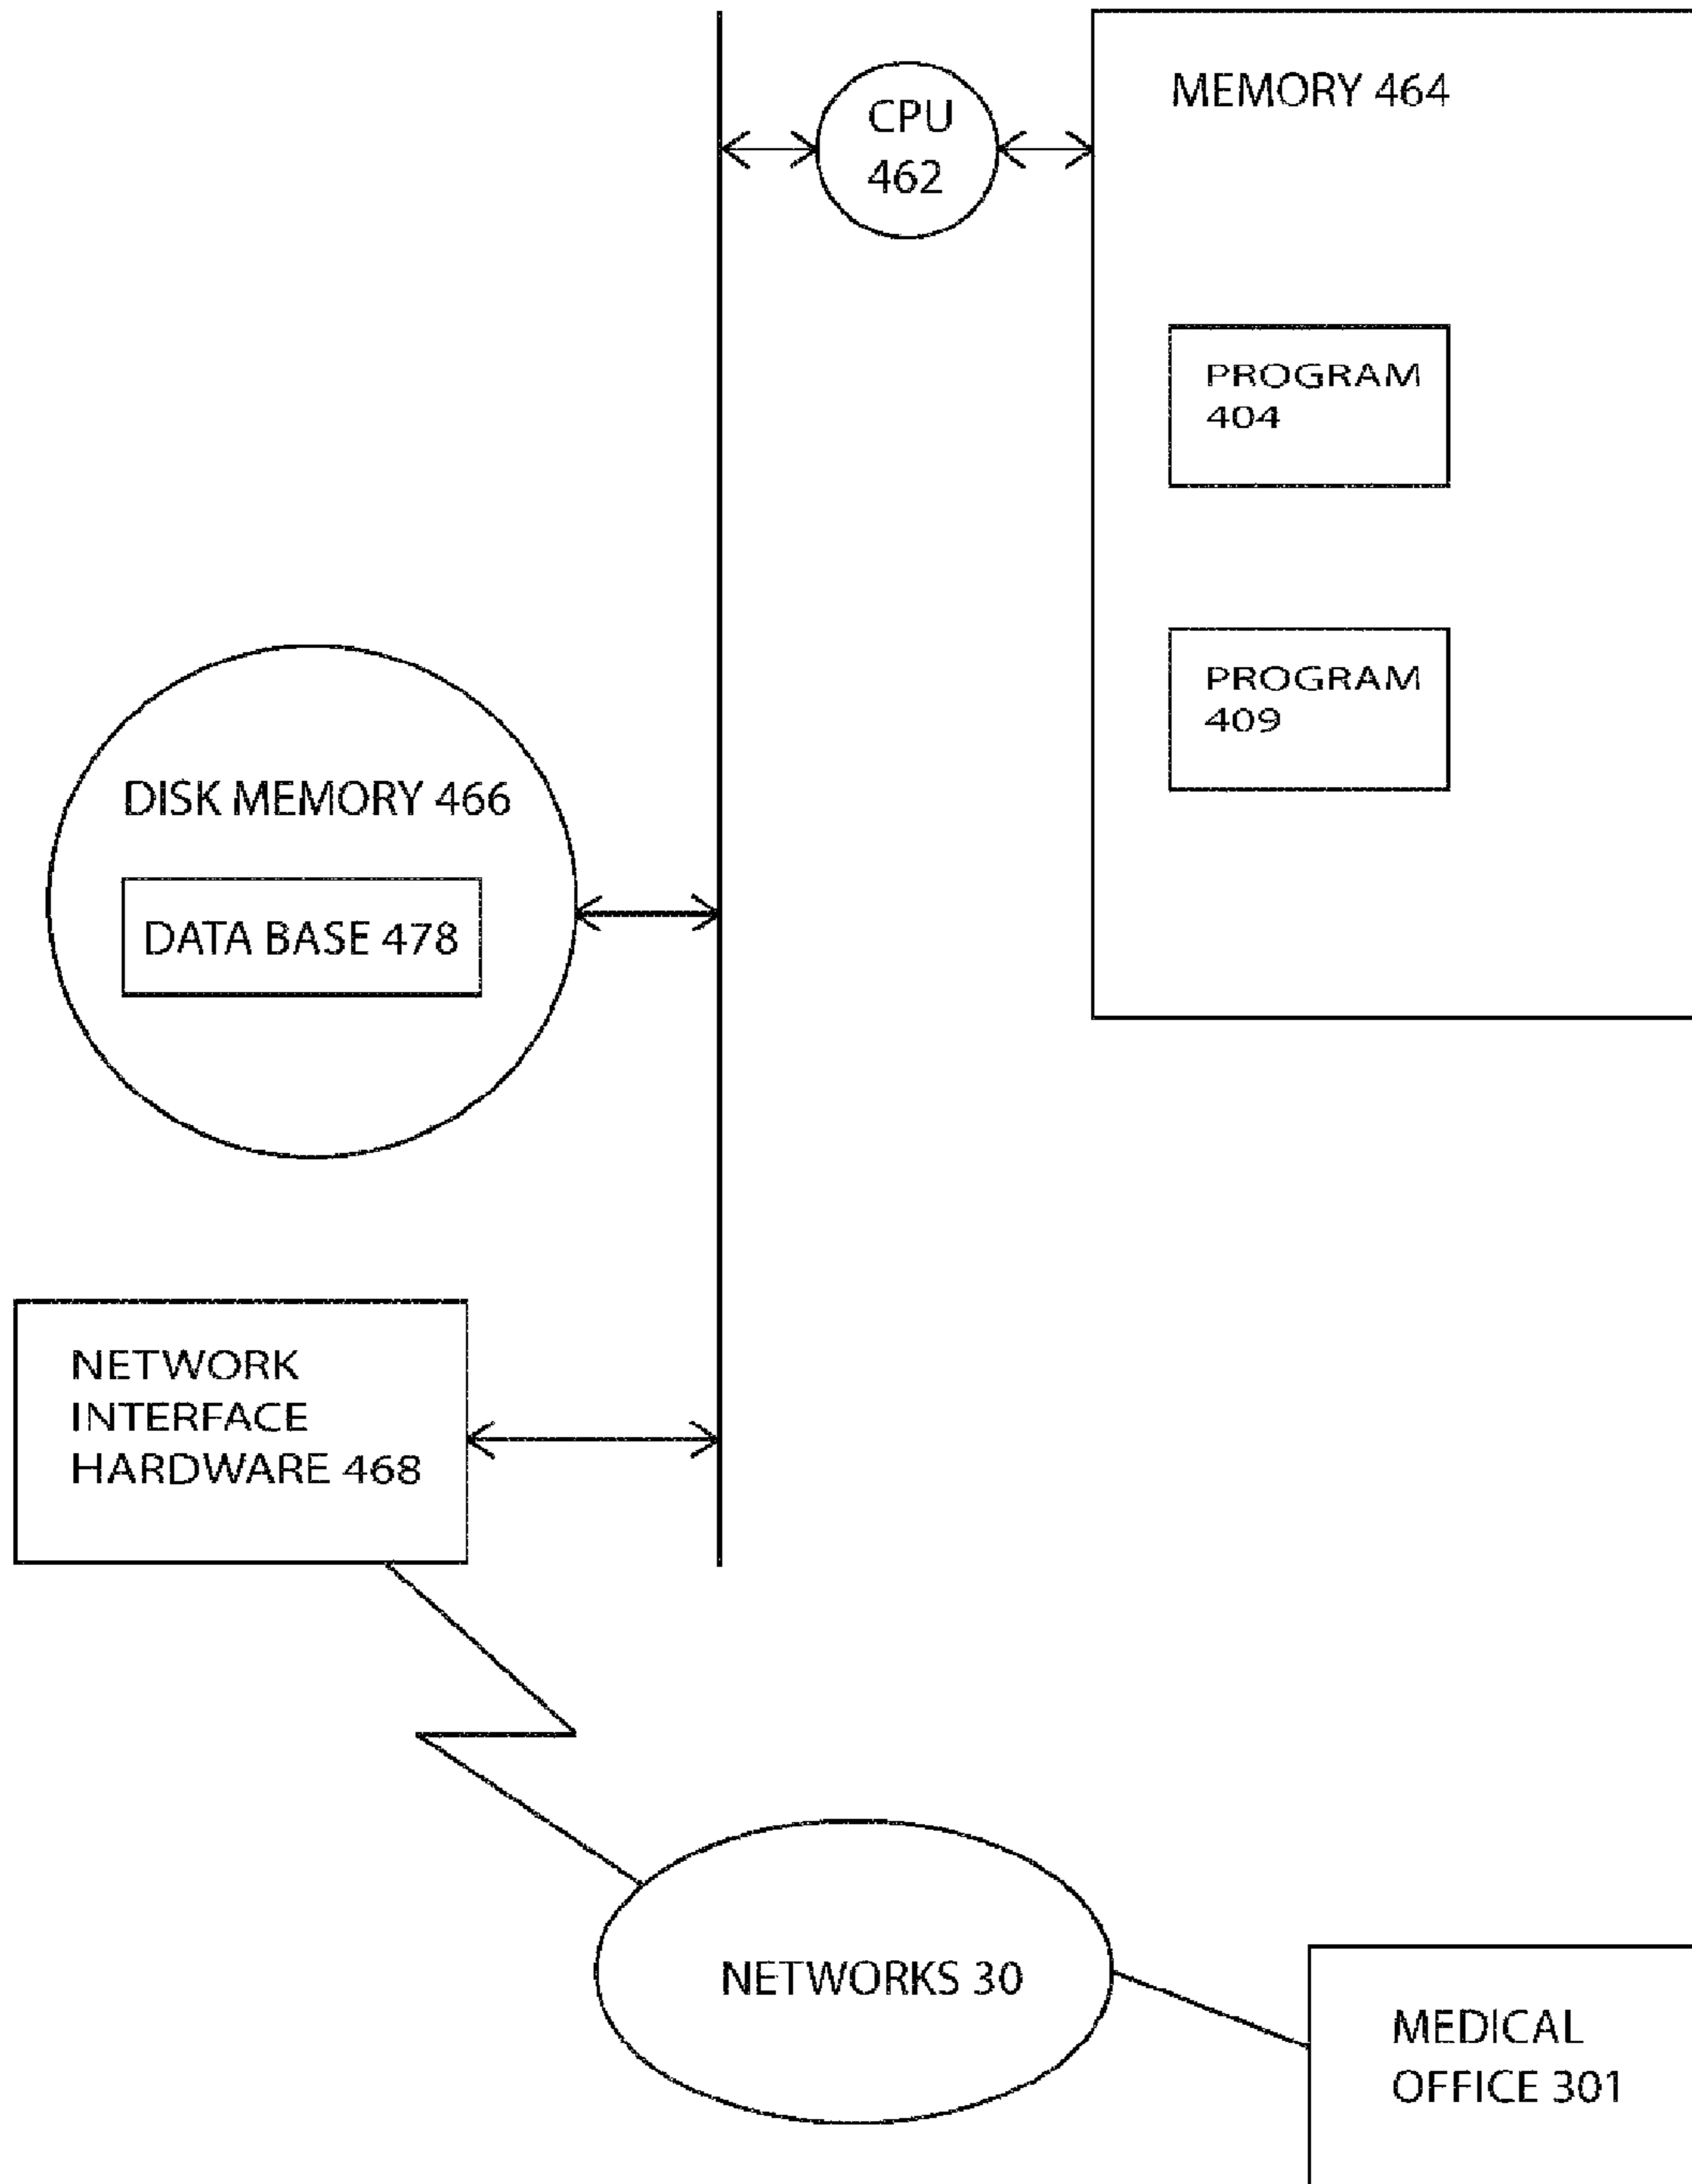 CPU
462
MEMORY 464
PROGRAM
404
PROGRAM
409
DISK MEMORY 466
DATA BASE 478
NETWORK
INTERFACE
HARDWARE 468
NETWORKS 30
MEDICAL
OFFICE 301